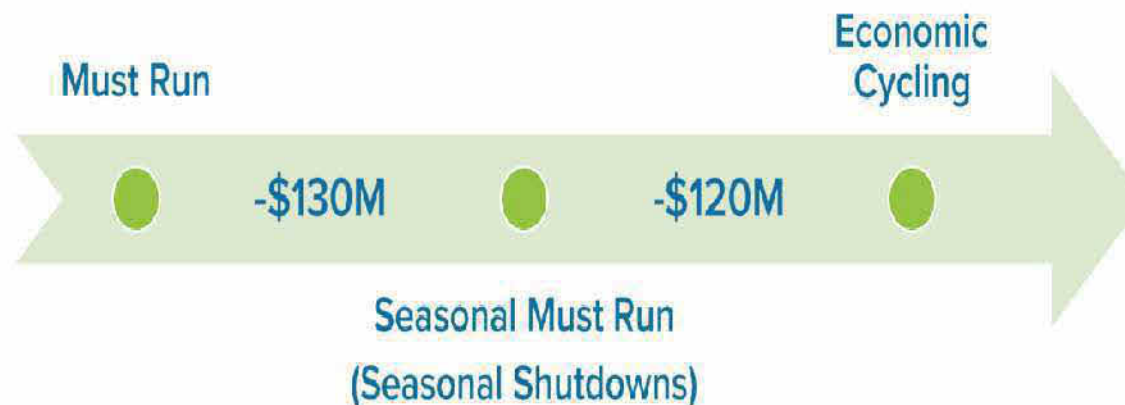 Must Run
Economic
Cycling
-$130M
-$120M
Seasonal Must Run
(Seasonal Shutdowns)